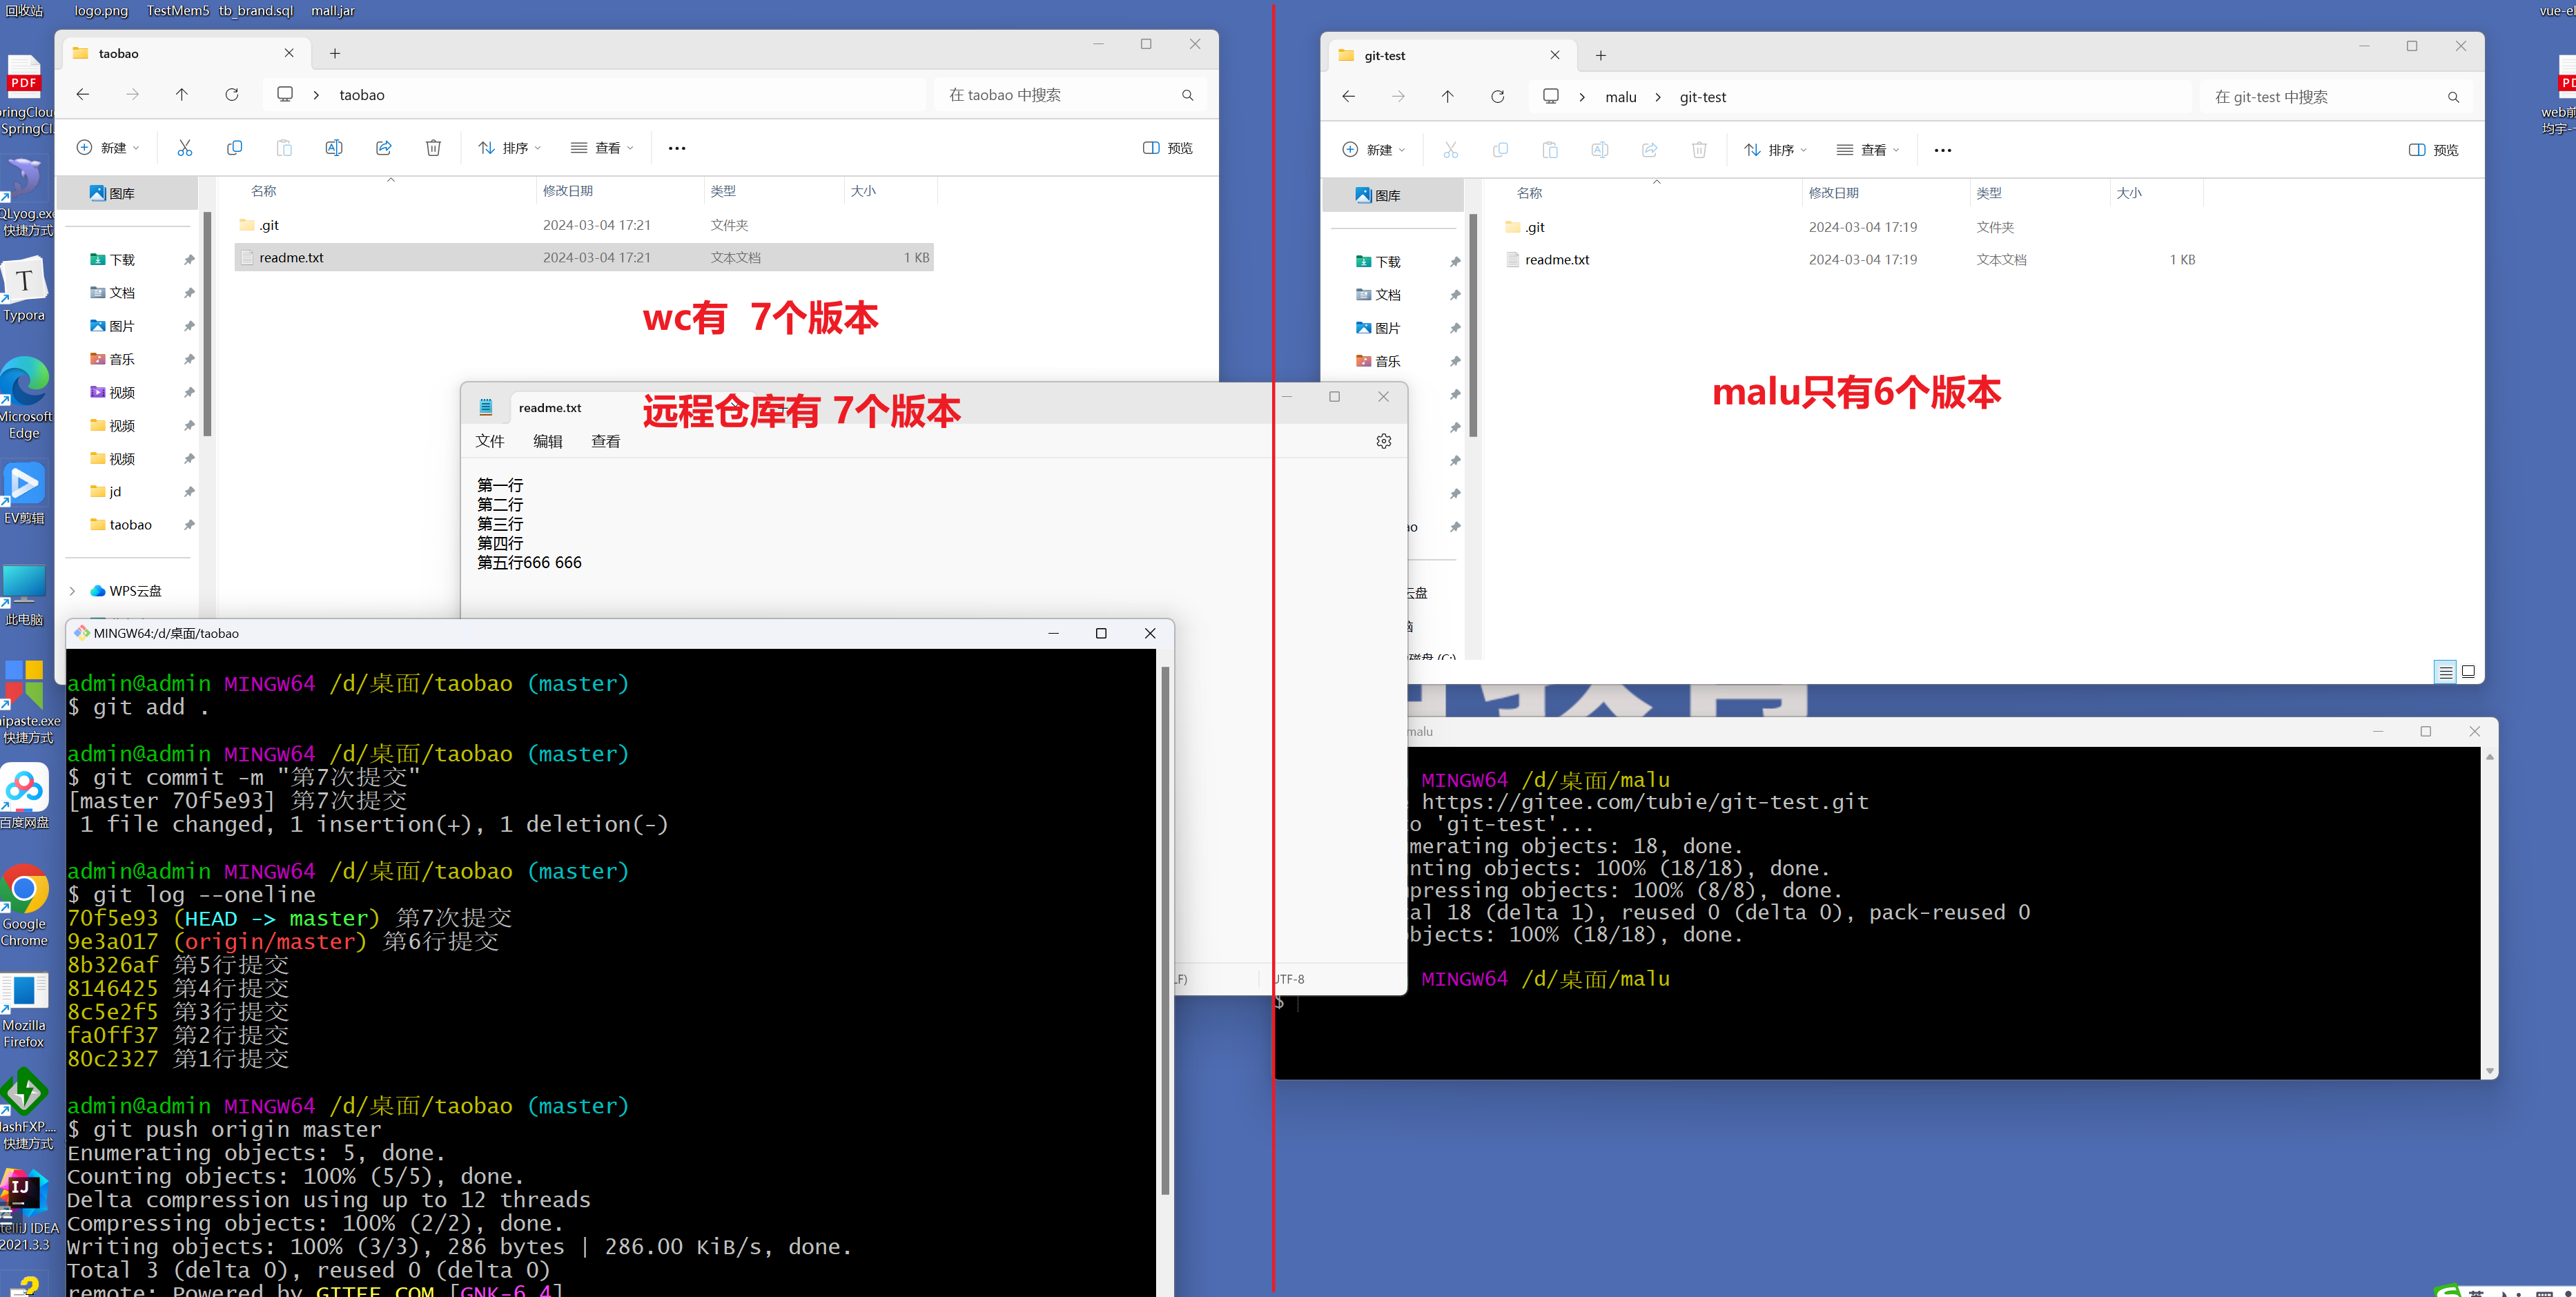 回收站
logo.png
TestMem5
tb_brand.sql
mall.jar
taobao
taobao
在 taobao 中搜索
新建
排序
查看
预览
图库
名称
修改日期
类型
大小
.git
2024-03-04 17:21
文件夹
readme.txt
2024-03-04 17:21
文本文档
1 KB
下载
文档
图片
音乐
视频
视频
视频
jd
taobao
WPS云盘
wc有 7个版本
远程仓库有 7个版本
readme.txt
文件
编辑
查看
第一行
第二行
第三行
第四行
第五行666 666
UTF-8
MINGW64:/d/桌面/taobao
admin@admin MINGW64 /d/桌面/taobao (master)
$ git add .
admin@admin MINGW64 /d/桌面/taobao (master)
$ git commit -m "第7次提交"
[master 70f5e93] 第7次提交
1 file changed, 1 insertion(+), 1 deletion(-)
admin@admin MINGW64 /d/桌面/taobao (master)
$ git log --oneline
70f5e93 (HEAD -> master) 第7次提交
9e3a017 (origin/master) 第6行提交
8b326af 第5行提交
8146425 第4行提交
8c5e2f5 第3行提交
fa0ff37 第2行提交
80c2327 第1行提交
admin@admin MINGW64 /d/桌面/taobao (master)
$ git push origin master
Enumerating objects: 5, done.
Counting objects: 100% (5/5), done.
Delta compression using up to 12 threads
Compressing objects: 100% (2/2), done.
Writing objects: 100% (3/3), 286 bytes | 286.00 KiB/s, done.
Total 3 (delta 0), reused 0 (delta 0)
remote: Powered by GITEE.COM [GNK-6.4]
git-test
malu
git-test
在 git-test 中搜索
新建
排序
查看
预览
图库
名称
修改日期
类型
大小
.git
2024-03-04 17:19
文件夹
readme.txt
2024-03-04 17:19
文本文档
1 KB
下载
文档
图片
音乐
malu只有6个版本
malu
MINGW64 /d/桌面/malu
https://gitee.com/tubie/git-test.git
o 'git-test'...
merating objects: 18, done.
nting objects: 100% (18/18), done.
pressing objects: 100% (8/8), done.
al 18 (delta 1), reused 0 (delta 0), pack-reused 0
bjects: 100% (18/18), done.
MINGW64 /d/桌面/malu
$
PDF
SpringCl.
快捷方式
T
Typora
Microsoft
Edge
EV剪辑
此电脑
快捷方式
百度网盘
Google
Chrome
Mozilla
Firefox
快捷方式
IJ
2021.3.3
英